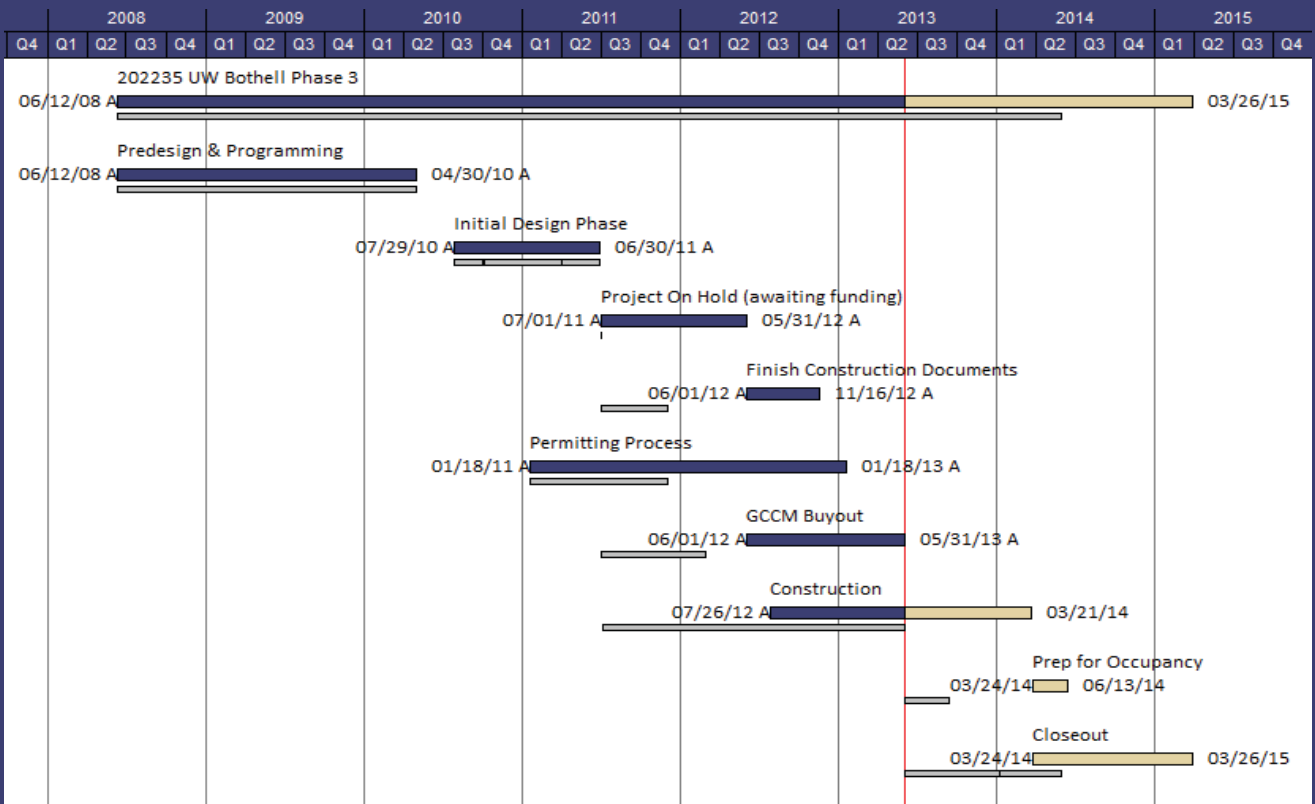 2008 2009 2010 2011 2012 2013 2014 2015
Q4 Q1 Q2 Q3 Q4 Q1 Q2 Q3 Q4 Q1 Q2 Q3 Q4 Q1 Q2 Q3 Q4 Q1 Q2 Q3 Q4 Q1 Q2 Q3 Q4 Q1 Q2 Q3 Q4 Q1 Q2 Q3 Q4
202235 UW Bothell Phase 3
06/12/08 A 03/26/15
Predesign & Programming
06/12/08 A 04/30/10 A
Initial Design Phase
07/29/10 A 06/30/11 A
Project On Hold (awaiting funding)
07/01/11 A 05/31/12 A
Finish Construction Documents
06/01/12 A 11/16/12 A
Permitting Process
01/18/11 A 01/18/13 A
GCCM Buyout
06/01/12 A 05/31/13 A
Construction
07/26/12 A 03/21/14
Prep for Occupancy
03/24/14 06/13/14
Closeout
03/24/14 03/26/15